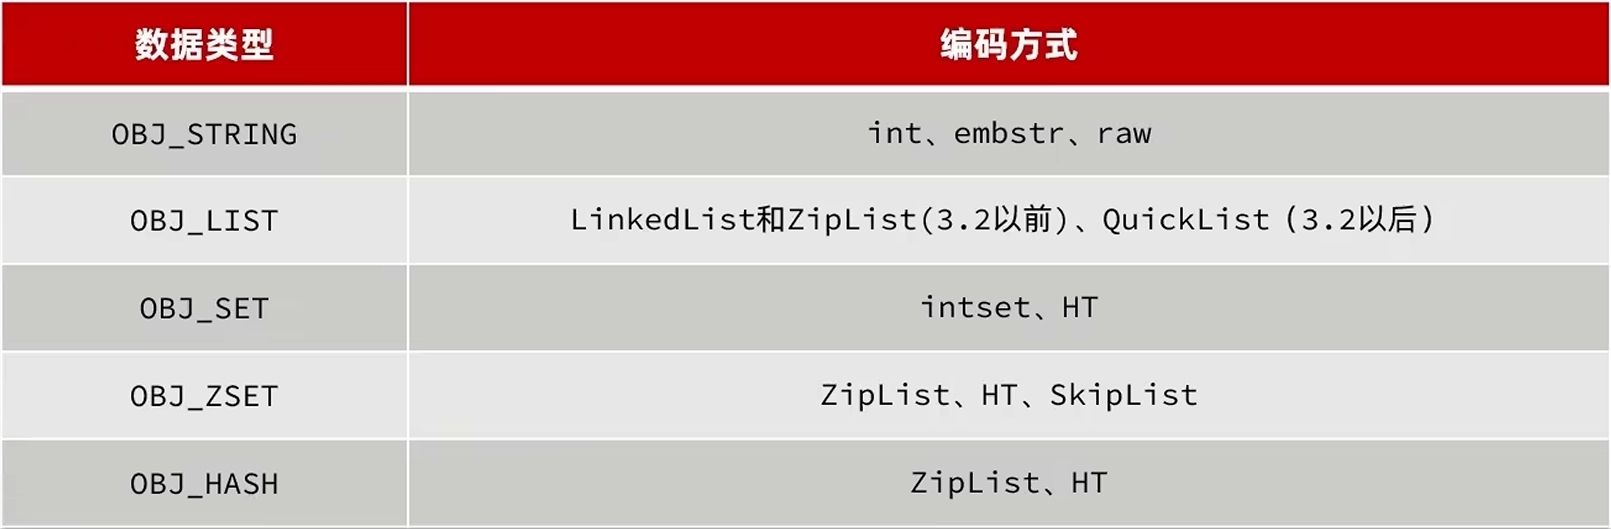 数据类型 编码方式
OBJ_STRING int、embstr、raw
OBJ_LIST LinkedList和ZipList(3.2以前)、QuickList（3.2以后）
OBJ_SET intset、HT
OBJ_ZSET ZipList、HT、SkipList
OBJ_HASH ZipList、HT